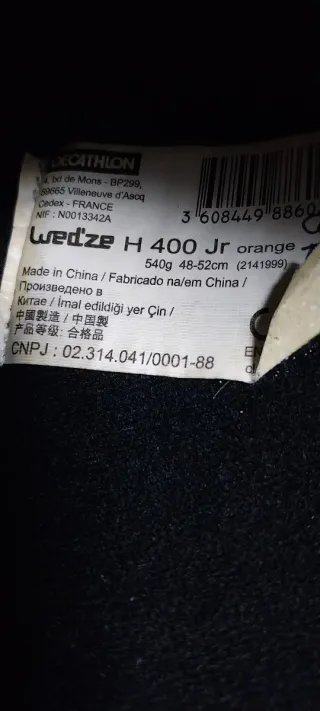 DECATHLON
4, bd de Mons - BP299,
59665 Villeneuve d'Ascq
Cedex - FRANCE
NIF : N0013342A
3 608449 8860
Wed'ze H 400 Jr orange
540g 48-52cm (2141999)
Made in China / Fabricado na/em China /
Произведено в
Китае / İmal edildiği yer Çin /
中國製造 / 中国製
产品等级: 合格品
CNPJ : 02.314.041/0001-88
EN